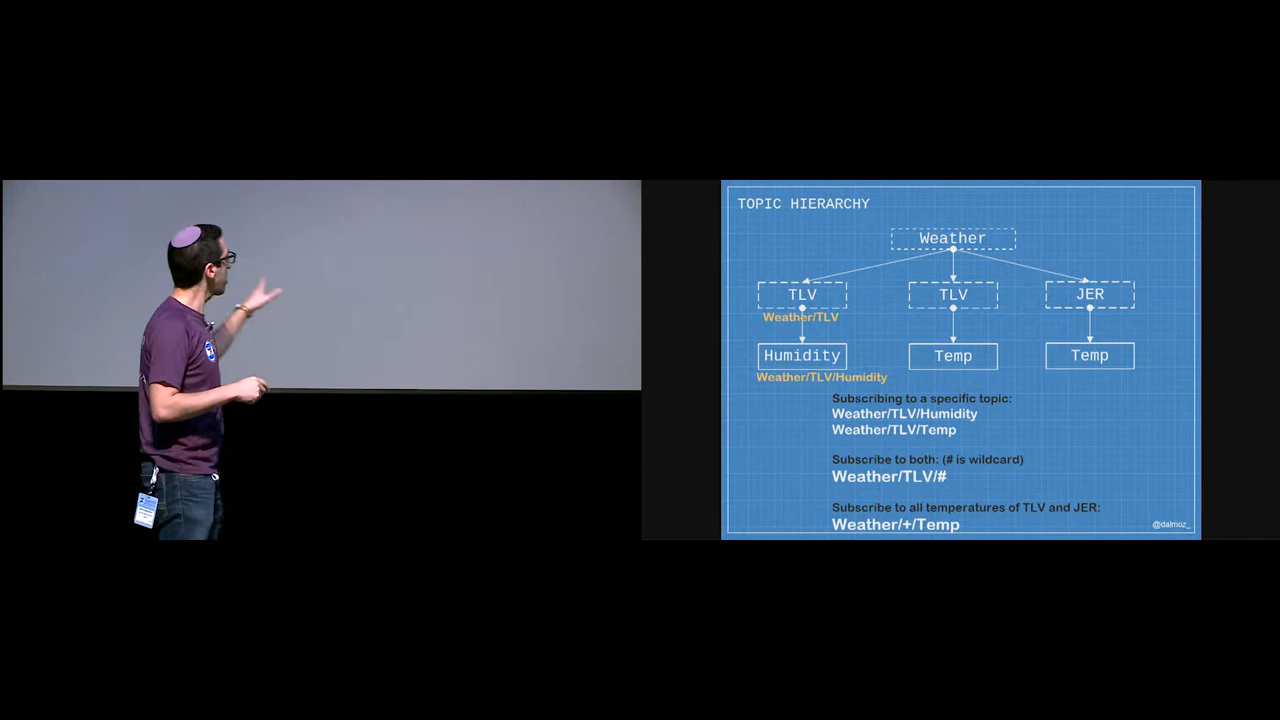 TOPIC HIERARCHY
Weather
TLV
TLV
JER
Weather/TLV
Humidity
Temp
Temp
Weather/TLV/Humidity
Subscribing to a specific topic:
Weather/TLV/Humidity
Weather/TLV/Temp
Subscribe to both: (# is wildcard)
Weather/TLV/#
Subscribe to all temperatures of TLV and JER:
Weather/+/Temp
@dalmoz_